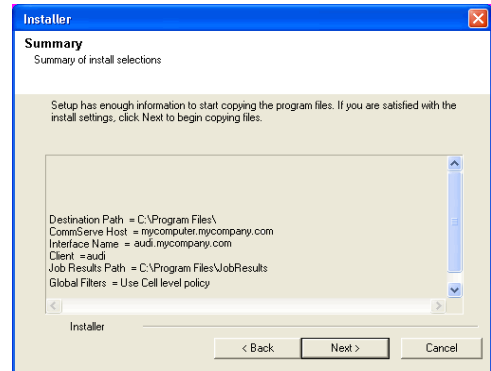 Installer
Summary
Summary of install selections
Setup has enough information to start copying the program files. If you are satisfied with the
install settings, click Next to begin copying files.
Destination Path = C:\Program Files\
CommServe Host = mycomputer.mycompany.com
Interface Name = audi.mycompany.com
Client =audi
Job Results Path = C:\Program Files\JobResults
Global Filters = Use Cell level policy
Installer
< Back
Next >
Cancel